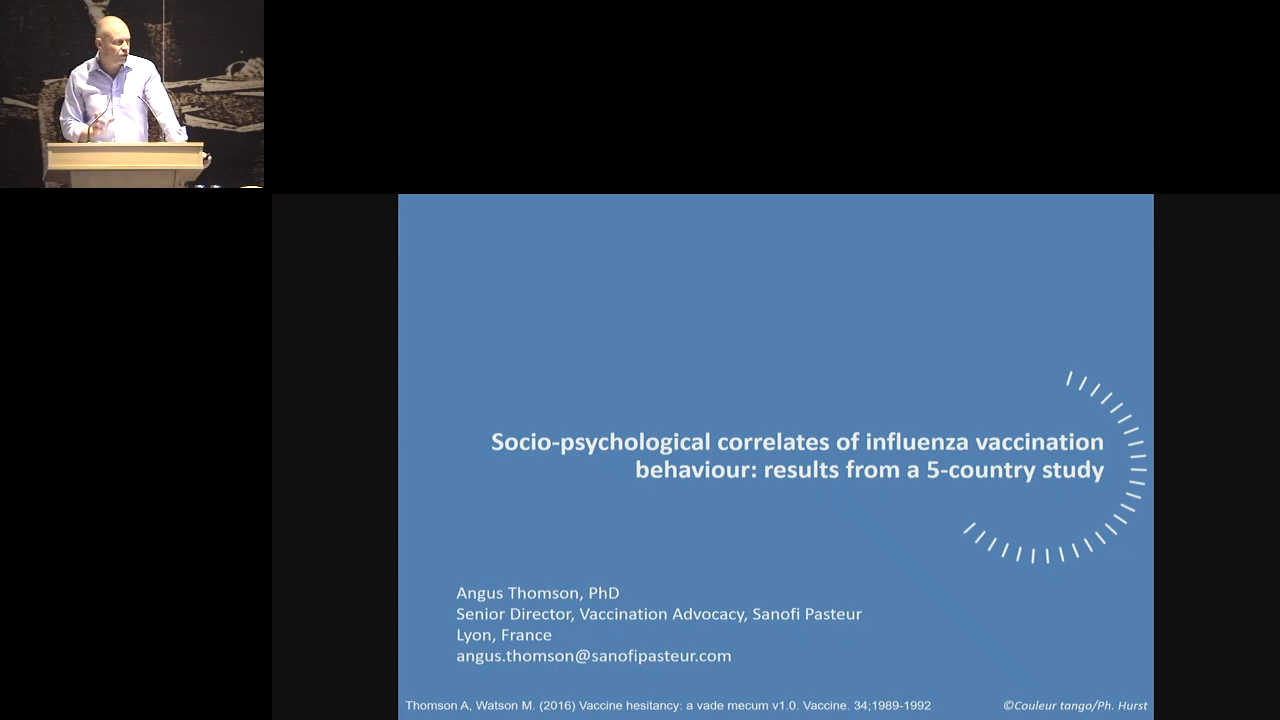 Socio-psychological correlates of influenza vaccination
behaviour: results from a 5-country study
Angus Thomson, PhD
Senior Director, Vaccination Advocacy, Sanofi Pasteur
Lyon, France
angus.thomson@sanofipasteur.com
Thomson A, Watson M. (2016) Vaccine hesitancy: a vade mecum v1.0. Vaccine. 34;1989-1992
©Couleur tango/Ph. Hurst